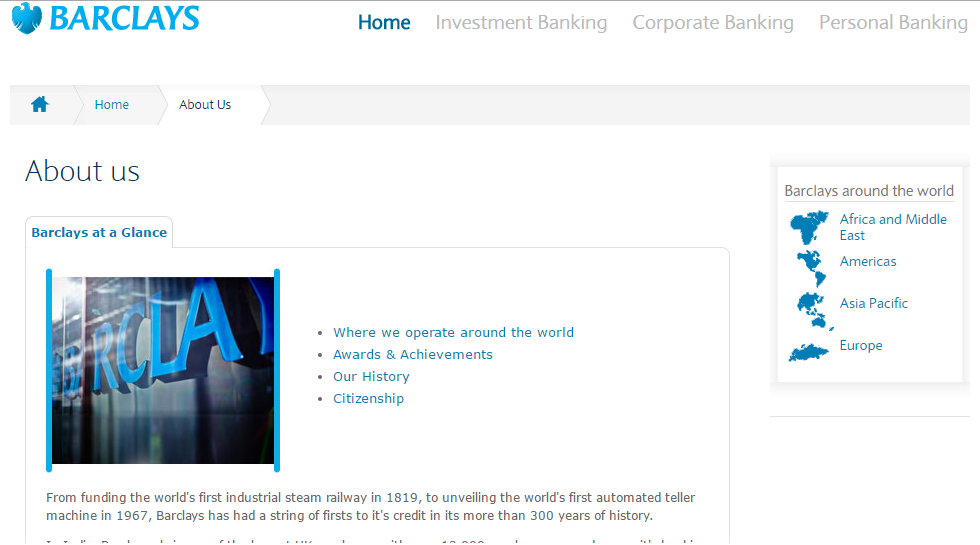 BARCLAYS
Home Investment Banking Corporate Banking Personal Banking
Home About Us
About us
Barclays at a Glance
RCLAY
Where we operate around the world
Awards & Achievements
Our History
Citizenship
From funding the world's first industrial steam railway in 1819, to unveiling the world's first automated teller
machine in 1967, Barclays has had a string of firsts to it's credit in its more than 300 years of history.
Barclays around the world
Africa and Middle
East
Americas
Asia Pacific
Europe